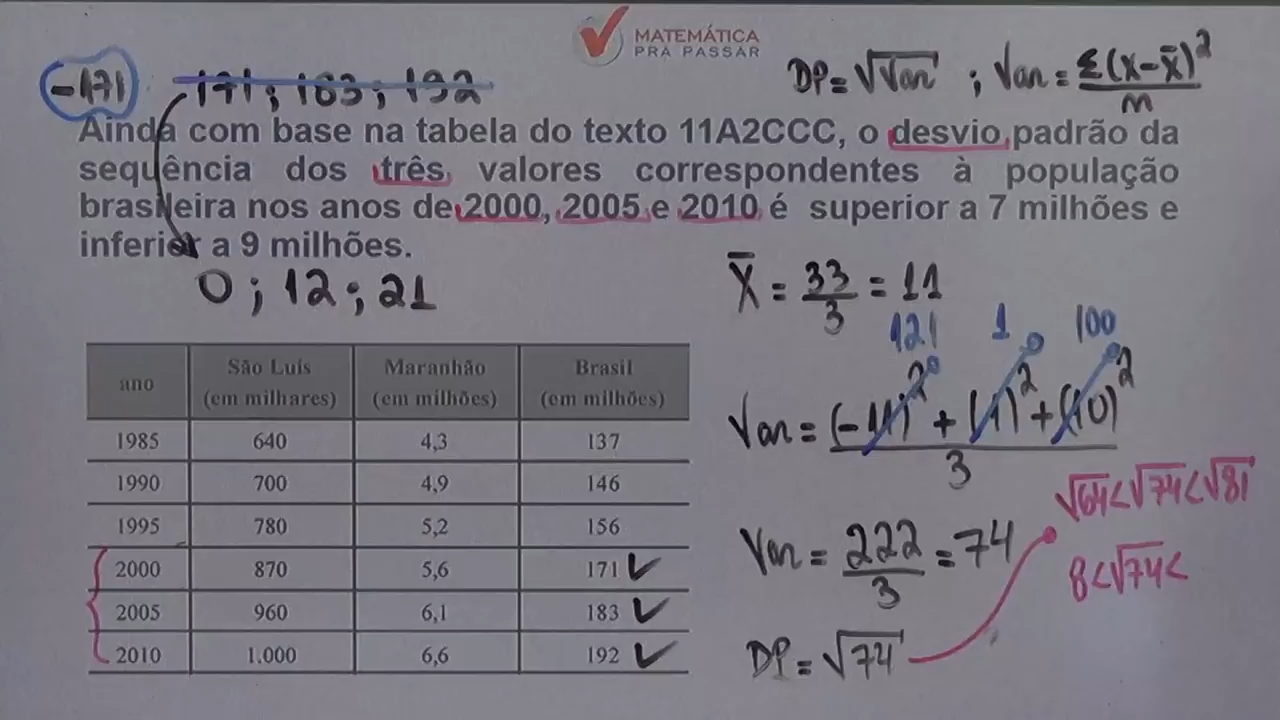 MATEMÁTICA
PRA PASSAR
-171 171; 183; 192
DP = √Var ; Var = Σ(x-x̄)²/n
Ainda com base na tabela do texto 11A2CCC, o desvio padrão da
sequência dos três valores correspondentes à população
brasileira nos anos de 2000, 2005 e 2010 é superior a 7 milhões e
inferior a 9 milhões.
0; 12; 21
X̄ = 33/3 = 11
121 1 100
Var = (-11)² + (1)² + (10)²/3
√64 < √74 < √81
8 < √74 <
Var = 222/3 = 74
DP = √74
ano São Luís (em milhares) Maranhão (em milhões) Brasil (em milhões)
1985 640 4,3 137
1990 700 4,9 146
1995 780 5,2 156
2000 870 5,6 171 ✓
2005 960 6,1 183 ✓
2010 1.000 6,6 192 ✓